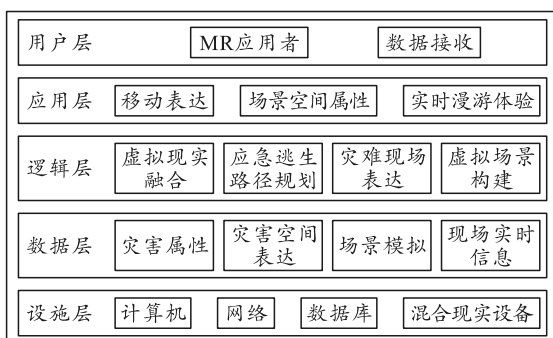 用户层 MR应用者 数据接收
应用层 移动表达 场景空间属性 实时漫游体验
逻辑层 虚拟现实融合 应急逃生路径规划 灾难现场表达 虚拟场景构建
数据层 灾害属性 灾害空间表达 场景模拟 现场实时信息
设施层 计算机 网络 数据库 混合现实设备